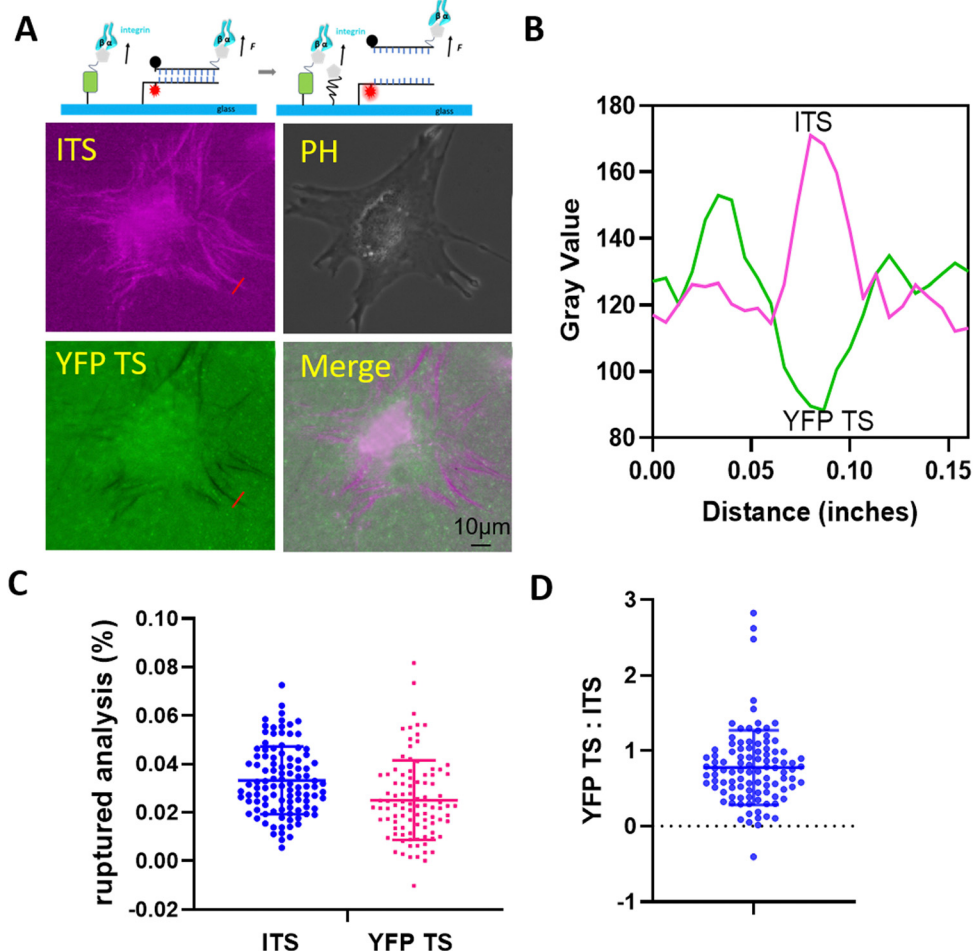 A
integrin
β α
β α
F
glass
β α
integrin
β α
F
glass
ITS
PH
YFP TS
Merge
10μm
B
180
160
140
120
100
80
Gray Value
ITS
YFP TS
0.00 0.05 0.10 0.15
Distance (inches)
C
0.10
0.08
0.06
0.04
0.02
0.00
-0.02
ruptured analysis (%)
ITS YFP TS
D
3
2
1
0
-1
YFP TS : ITS